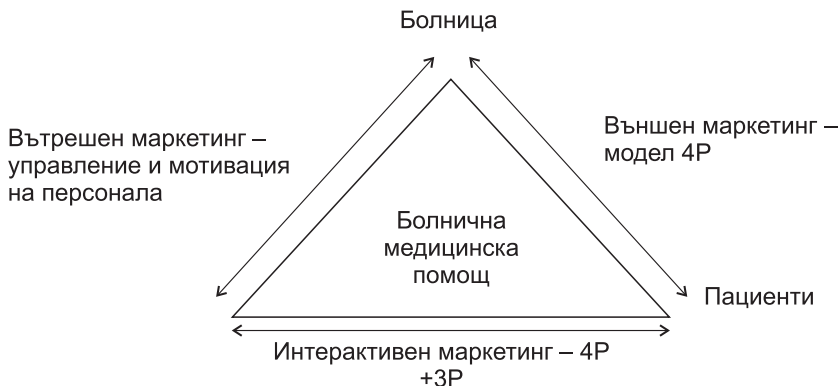 Болница
Вътрешен маркетинг –
управление и мотивация
на персонала
Външен маркетинг –
модел 4P
Болнична
медицинска
помощ
Пациенти
Интерактивен маркетинг – 4P
+3P